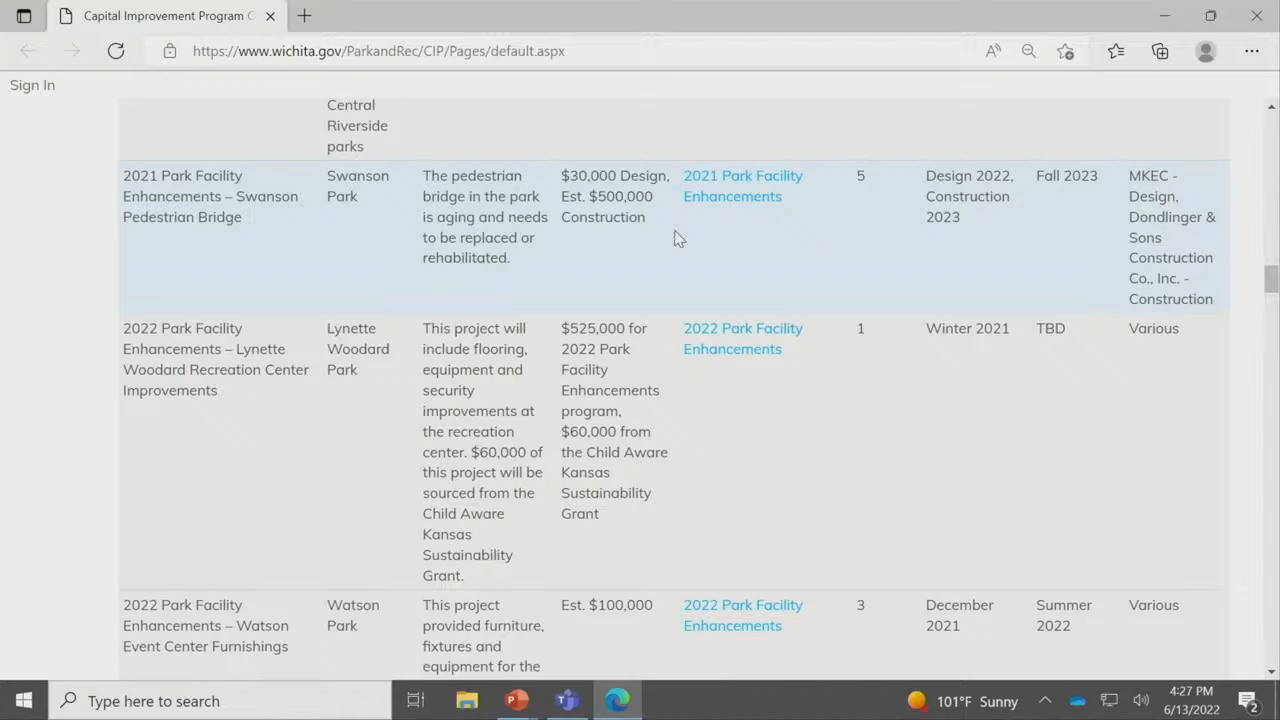 Capital Improvement Program C
https://www.wichita.gov/ParkandRec/CIP/Pages/default.aspx
Sign In
Central
Riverside
parks
2021 Park Facility
Enhancements – Swanson
Pedestrian Bridge
Swanson
Park
The pedestrian
bridge in the park
is aging and needs
to be replaced or
rehabilitated.
$30,000 Design,
Est. $500,000
Construction
2021 Park Facility
Enhancements
5
Design 2022,
Construction
2023
Fall 2023
MKEC -
Design,
Dondlinger &
Sons
Construction
Co., Inc. -
Construction
2022 Park Facility
Enhancements – Lynette
Woodard Recreation Center
Improvements
Lynette
Woodard
Park
This project will
include flooring,
equipment and
security
improvements at
the recreation
center. $60,000 of
this project will be
sourced from the
Child Aware
Kansas
Sustainability
Grant.
$525,000 for
2022 Park
Facility
Enhancements
program,
$60,000 from
the Child Aware
Kansas
Sustainability
Grant
2022 Park Facility
Enhancements
1
Winter 2021
TBD
Various
2022 Park Facility
Enhancements – Watson
Event Center Furnishings
Watson
Park
This project
provided furniture,
fixtures and
equipment for the
Est. $100,000
2022 Park Facility
Enhancements
3
December
2021
Summer
2022
Various
Type here to search
101°F Sunny
4:27 PM
6/13/2022
2